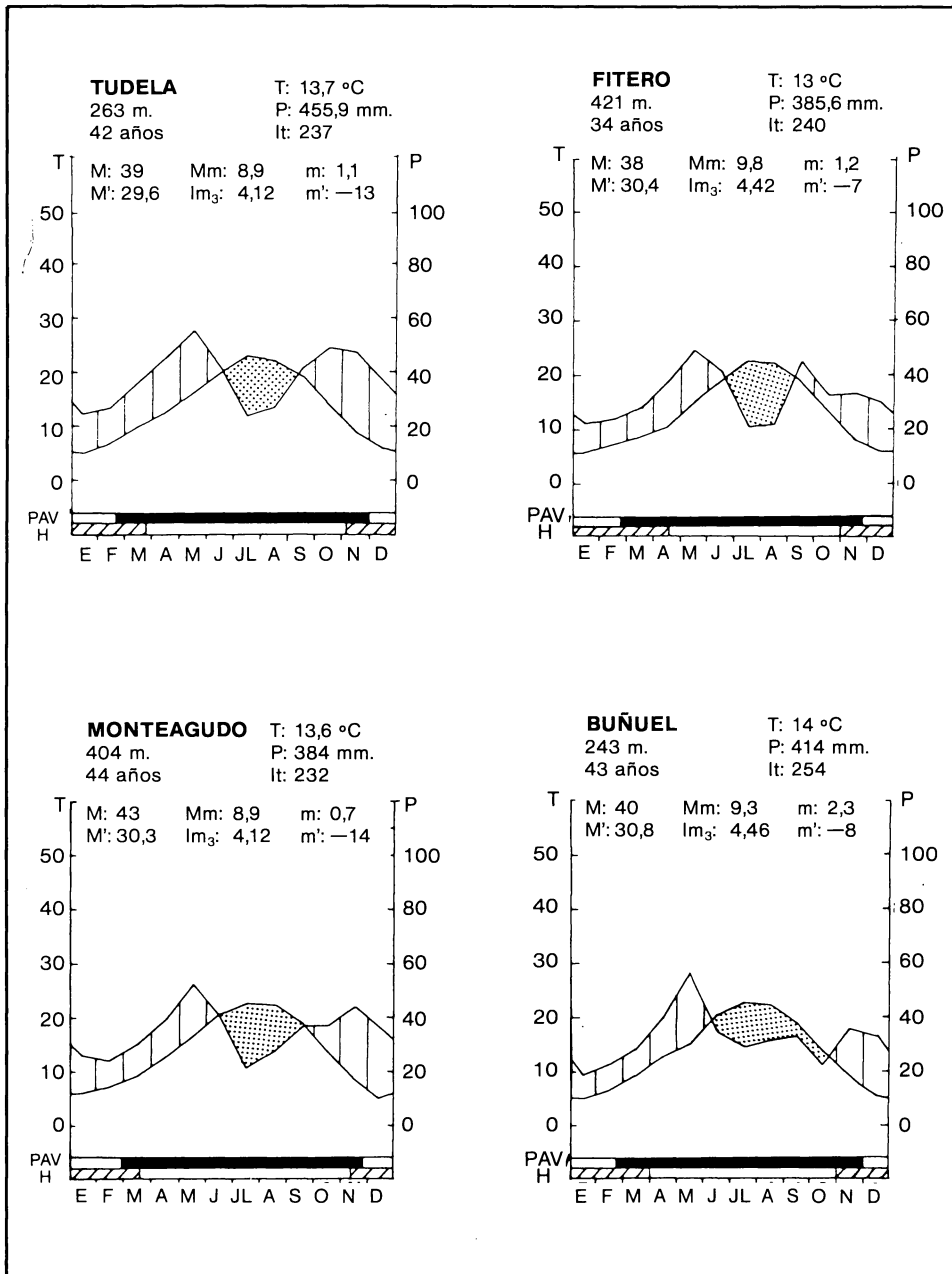 TUDELA T: 13,7 ºC
263 m. P: 455,9 mm.
42 años It: 237
T P
M: 39 Mm: 8,9 m: 1,1
M': 29,6 Im₃: 4,12 m': —13
50 100
40 80
30 60
20 40
10 20
0 0
PAV
H
E F M A M J JL A S O N D
FITERO T: 13 ºC
421 m. P: 385,6 mm.
34 años It: 240
T P
M: 38 Mm: 9,8 m: 1,2
M': 30,4 Im₃: 4,42 m': —7
50 100
40 80
30 60
20 40
10 20
0 0
PAV
H
E F M A M J JL A S O N D
MONTEAGUDO T: 13,6 ºC
404 m. P: 384 mm.
44 años It: 232
T P
M: 43 Mm: 8,9 m: 0,7
M': 30,3 Im₃: 4,12 m': —14
50 100
40 80
30 60
20 40
10 20
0 0
PAV
H
E F M A M J JL A S O N D
BUÑUEL T: 14 ºC
243 m. P: 414 mm.
43 años It: 254
T P
M: 40 Mm: 9,3 m: 2,3
M': 30,8 Im₃: 4,46 m': —8
50 100
40 80
30 60
20 40
10 20
0 0
PAV
H
E F M A M J JL A S O N D